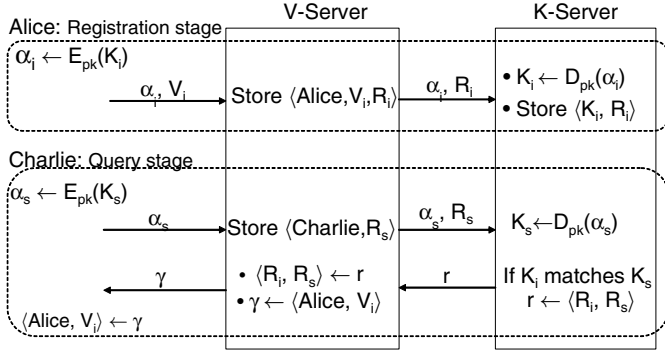 V-Server K-Server
Alice: Registration stage
αᵢ ← Eₚₖ(Kᵢ)
αᵢ, Vᵢ
Store ⟨Alice,Vᵢ,Rᵢ⟩
αᵢ, Rᵢ
• Kᵢ ← Dₚₖ(αᵢ)
• Store ⟨Kᵢ, Rᵢ⟩
Charlie: Query stage
αₛ ← Eₚₖ(Kₛ)
αₛ
Store ⟨Charlie,Rₛ⟩
αₛ, Rₛ
Kₛ←Dₚₖ(αₛ)
γ
• ⟨Rᵢ, Rₛ⟩ ← r
• γ ← ⟨Alice, Vᵢ⟩
r
If Kᵢ matches Kₛ
r ← ⟨Rᵢ, Rₛ⟩
⟨Alice, Vᵢ⟩ ← γ